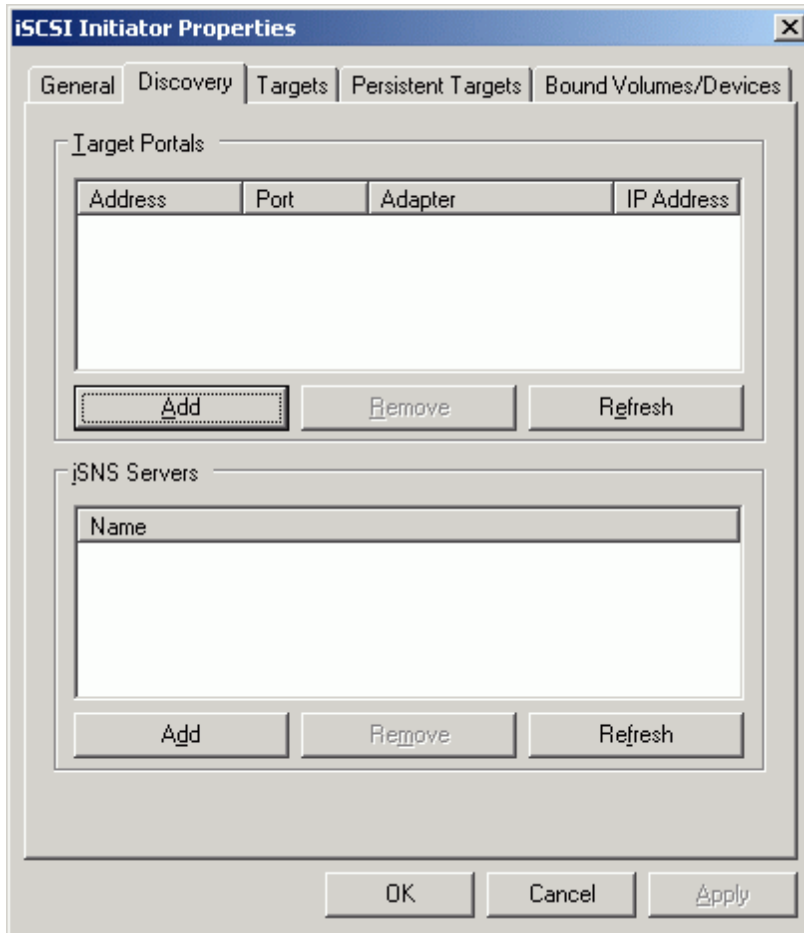 iSCSI Initiator Properties
General Discovery Targets Persistent Targets Bound Volumes/Devices
Target Portals
Address Port Adapter IP Address
Add Remove Refresh
iSNS Servers
Name
Add Remove Refresh
OK Cancel Apply